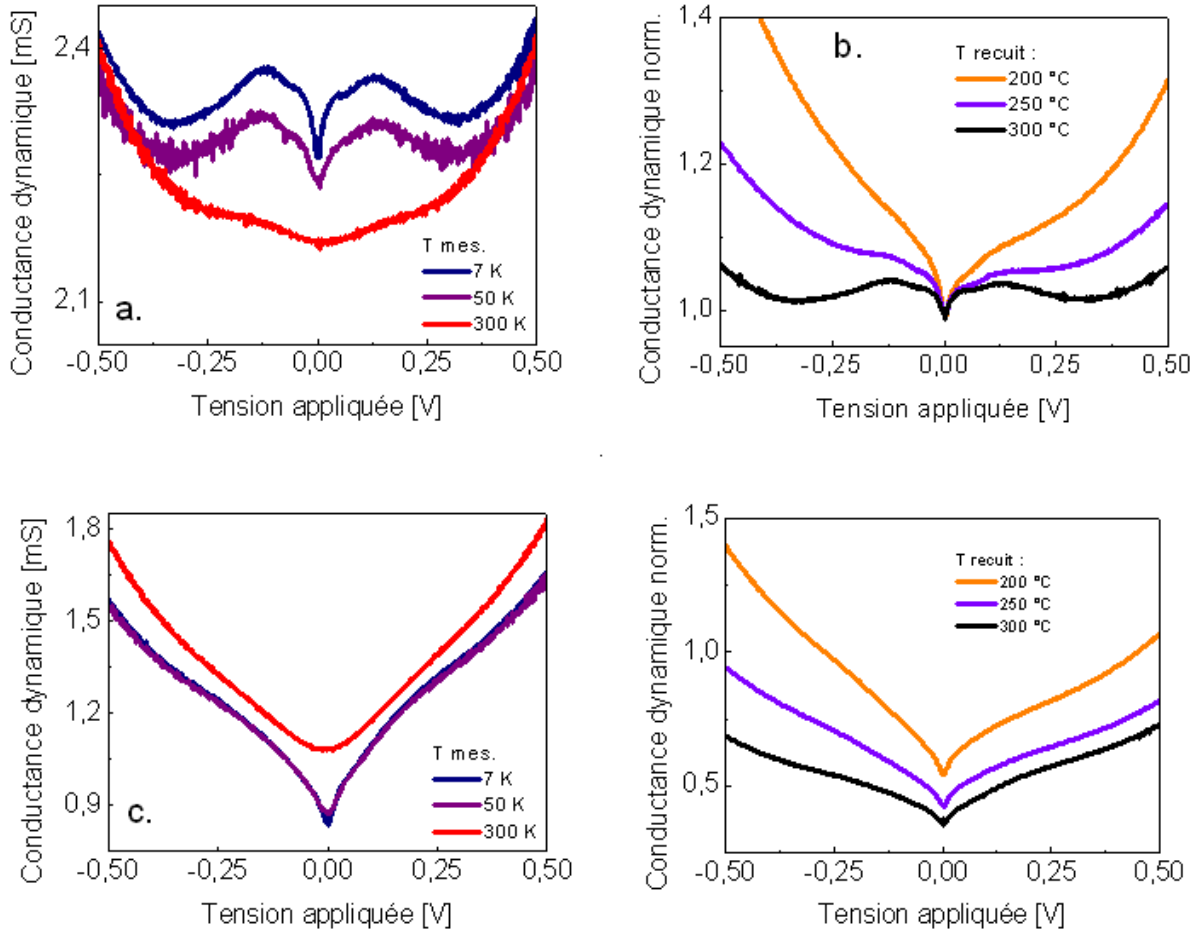 Conductance dynamique [mS]
2,4
2,1
a.
T mes.
7 K
50 K
300 K
-0,50 -0,25 0,00 0,25 0,50
Tension appliquée [V]
Conductance dynamique norm.
1,4
1,2
1,0
b.
T recuit :
200 °C
250 °C
300 °C
-0,50 -0,25 0,00 0,25 0,50
Tension appliquée [V]
Conductance dynamique [mS]
1,8
1,5
1,2
0,9
c.
T mes.
7 K
50 K
300 K
-0,50 -0,25 0,00 0,25 0,50
Tension appliquée [V]
Conductance dynamique norm.
1,5
1,0
0,5
T recuit :
200 °C
250 °C
300 °C
-0,50 -0,25 0,00 0,25 0,50
Tension appliquée [V]